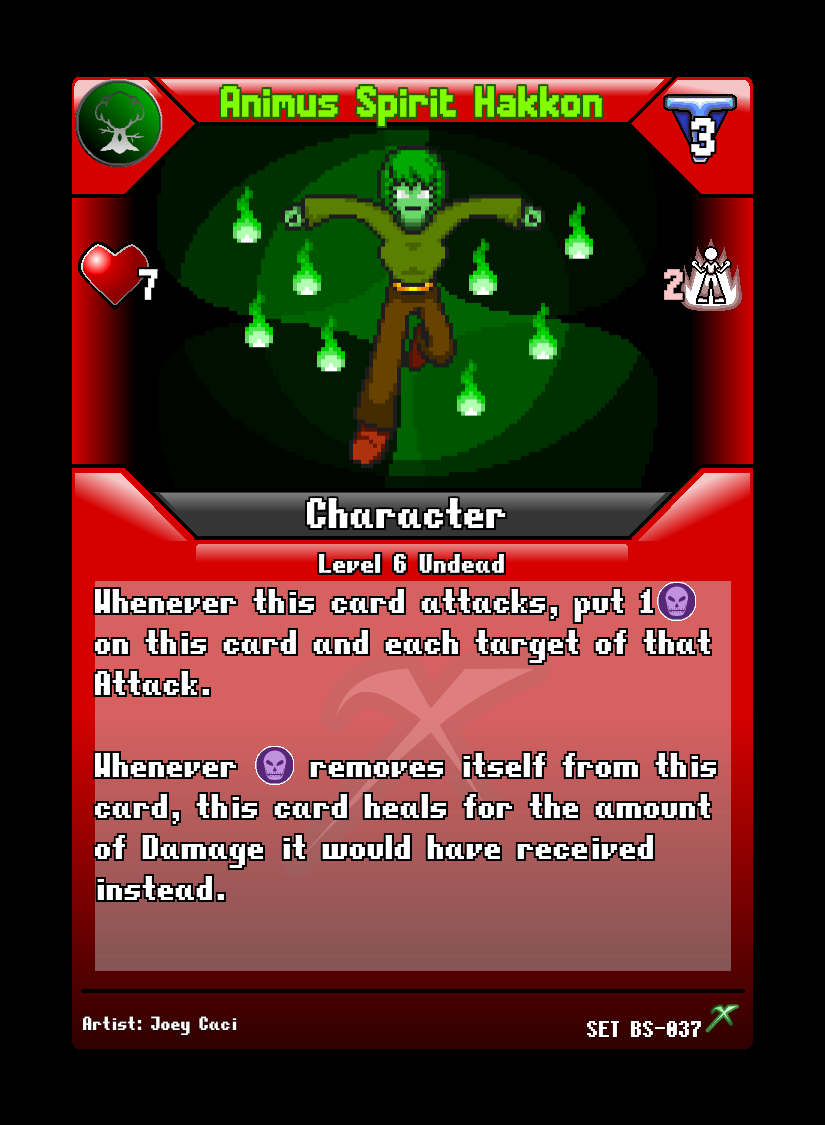 Animus Spirit Hakkon
3
7
2
Character
Level 6 Undead
Whenever this card attacks, put 1
on this card and each target of that
Attack.
Whenever removes itself from this
card, this card heals for the amount
of Damage it would have received
instead.
Artist: Joey Caci
SET BS-037